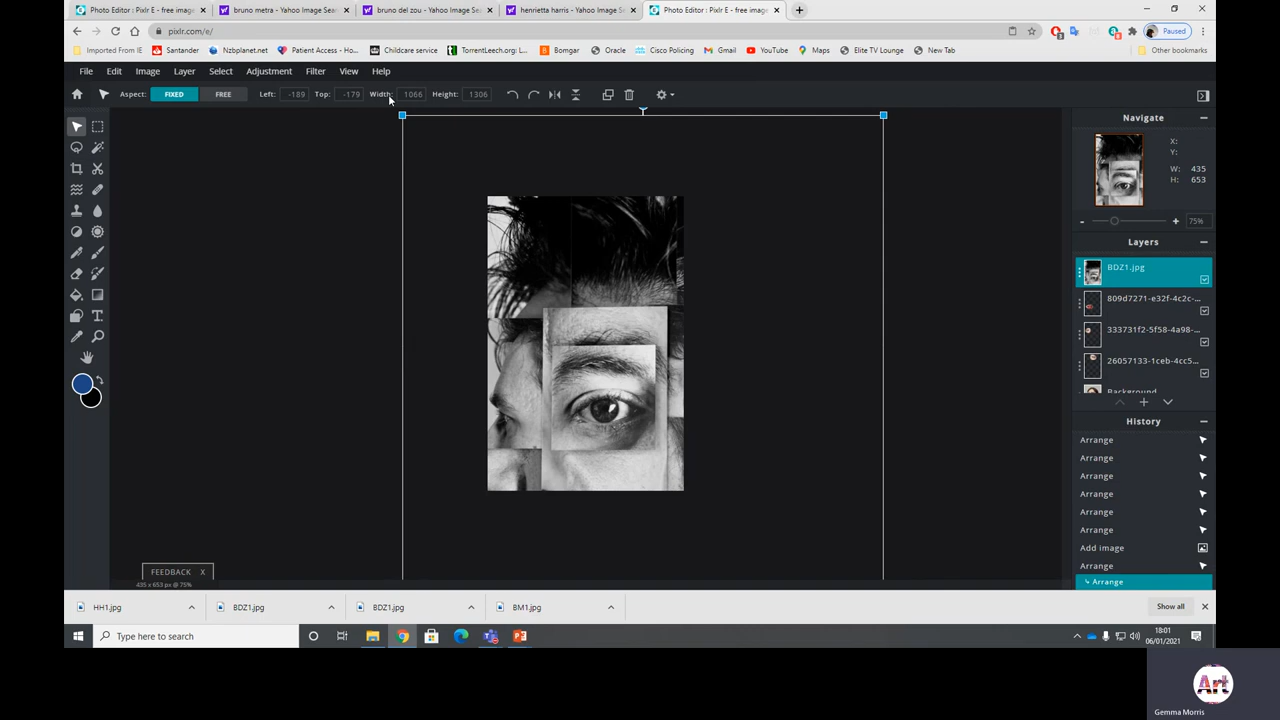 Photo Editor : Pixlr E - free image
bruno metra - Yahoo Image Sear
bruno del zou - Yahoo Image Sea
henrietta harris - Yahoo Image S
Photo Editor : Pixlr E - free image
pixlr.com/e/
Paused
Imported From IE
Santander
Nzbplanet.net
Patient Access - Ho...
Childcare service
TorrentLeech.org: L...
Bomgar
Oracle
Cisco Policing
YouTube
Maps
Elite TV Lounge
New Tab
Other bookmarks
File Edit Image Layer Select Adjustment Filter View Help
Aspect: FIXED FREE Left: -189 Top: -179 Width: 1066 Height: 1306
Navigate
X:
Y:
W: 435
H: 653
75%
Layers
BDZ1.jpg
809d7271-e32f-4c2c-...
333731f2-5f58-4a98-...
26057133-1ceb-4cc5...
Background
History
Arrange
Arrange
Arrange
Arrange
Arrange
Arrange
Add image
Arrange
Arrange
FEEDBACK X
435 x 653 px @ 75%
HH1.jpg
BDZ1.jpg
BDZ1.jpg
BM1.jpg
Show all
Type here to search
18:01
06/01/2021
Art
Gemma Morris